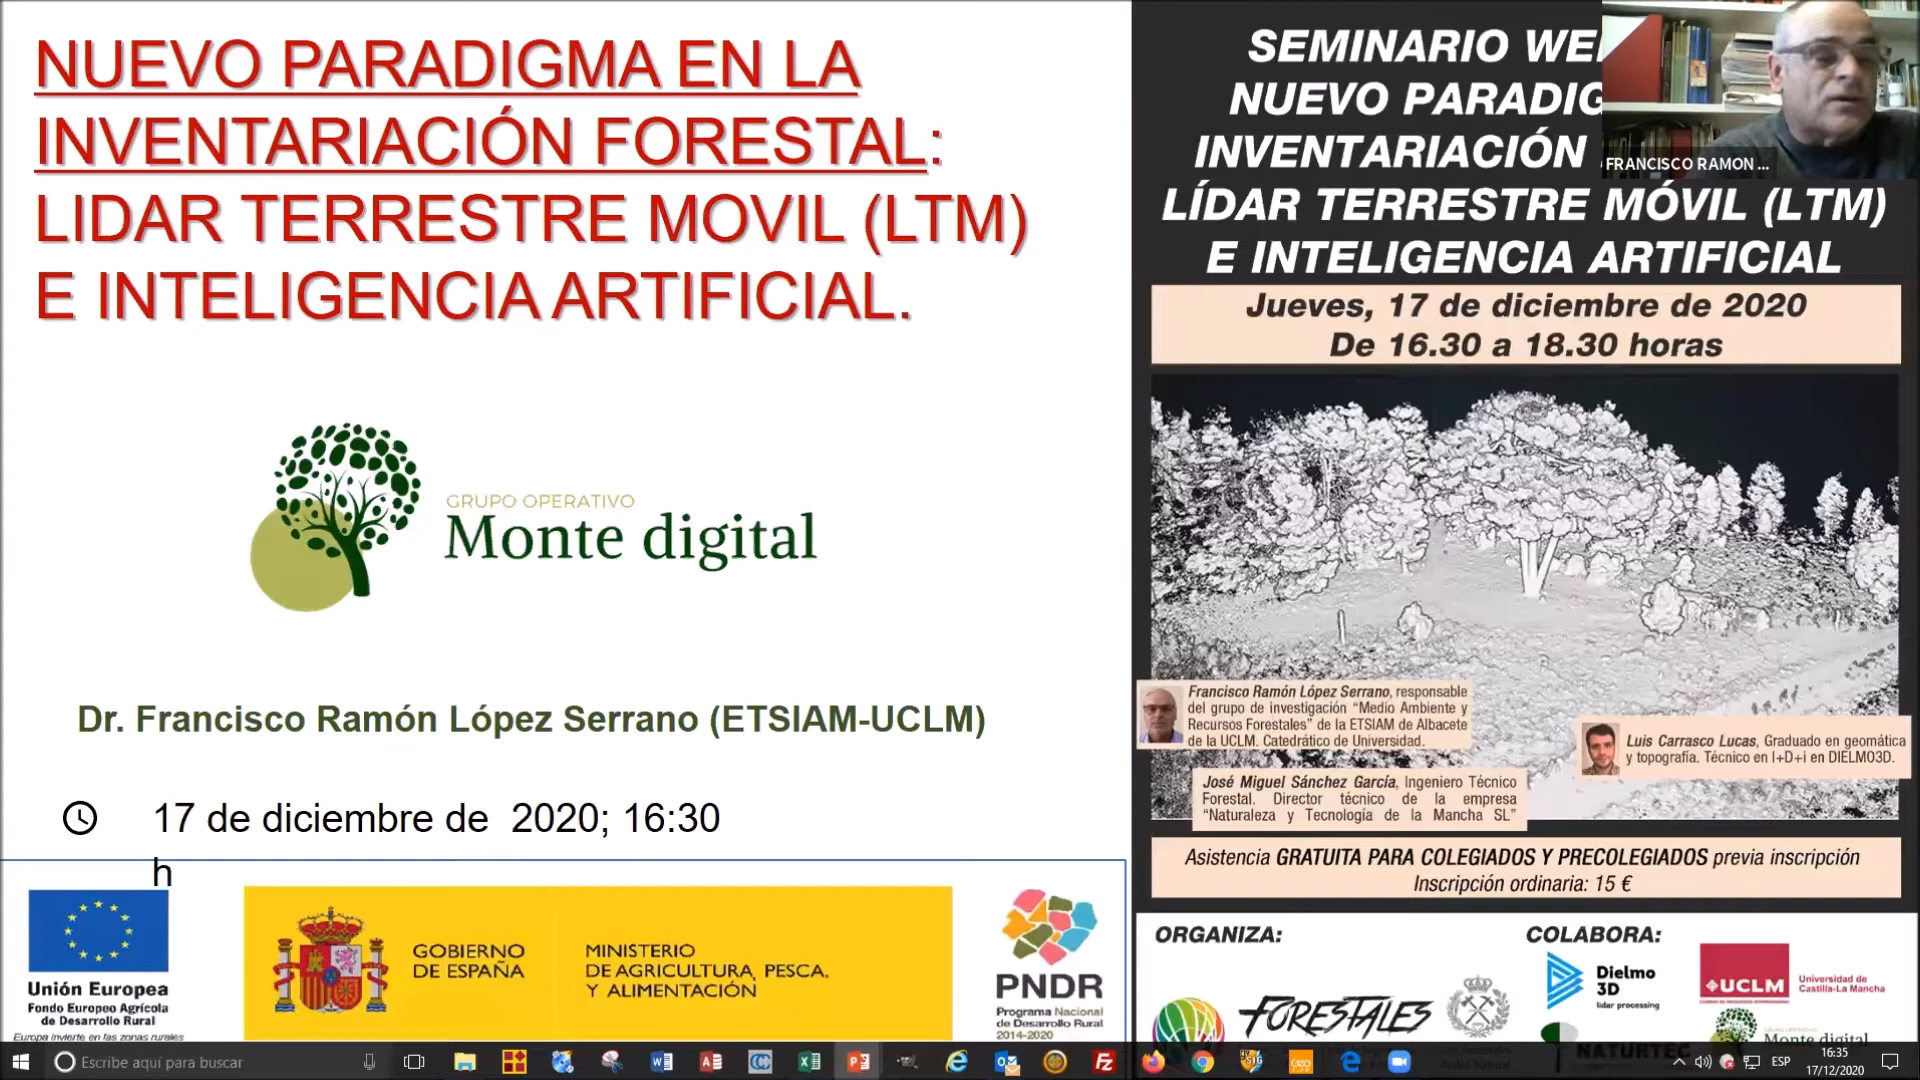 NUEVO PARADIGMA EN LA
INVENTARIACIÓN FORESTAL:
LIDAR TERRESTRE MOVIL (LTM)
E INTELIGENCIA ARTIFICIAL.
GRUPO OPERATIVO
Monte digital
Dr. Francisco Ramón López Serrano (ETSIAM-UCLM)
17 de diciembre de 2020; 16:30
h
Unión Europea
Fondo Europeo Agrícola
de Desarrollo Rural
Europa invierte en las zonas rurales
GOBIERNO
DE ESPAÑA
MINISTERIO
DE AGRICULTURA, PESCA,
Y ALIMENTACIÓN
PNDR
Programa Nacional
de Desarrollo Rural
2014-2020
SEMINARIO
NUEVO
INVENTARIACIÓN
LÍDAR TERRESTRE MÓVIL (LTM)
E INTELIGENCIA ARTIFICIAL
FRANCISCO RAMON ...
Jueves, 17 de diciembre de 2020
De 16.30 a 18.30 horas
Francisco Ramón López Serrano, responsable
del grupo de investigación “Medio Ambiente y
Recursos Forestales” de la ETSIAM de Albacete
de la UCLM. Catedrático de Universidad.
Luis Carrasco Lucas, Graduado en geomática
y topografía. Técnico en I+D+i en DIELMO3D.
José Miguel Sánchez García, Ingeniero Técnico
Forestal. Director técnico de la empresa
“Naturaleza y Tecnología de la Mancha SL”
Asistencia GRATUITA PARA COLEGIADOS Y PRECOLEGIADOS previa inscripción
Inscripción ordinaria: 15 €
ORGANIZA:
FORESTALES
COLABORA:
Dielmo
3D
lidar processing
UCLM
Universidad de
Castilla-La Mancha
GRUPO OPERATIVO
Monte digital
NATURTEC
Escribe aquí para buscar
ESP
16:35
17/12/2020